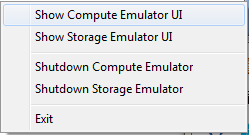 Show Compute Emulator UI
Show Storage Emulator UI
Shutdown Compute Emulator
Shutdown Storage Emulator
Exit